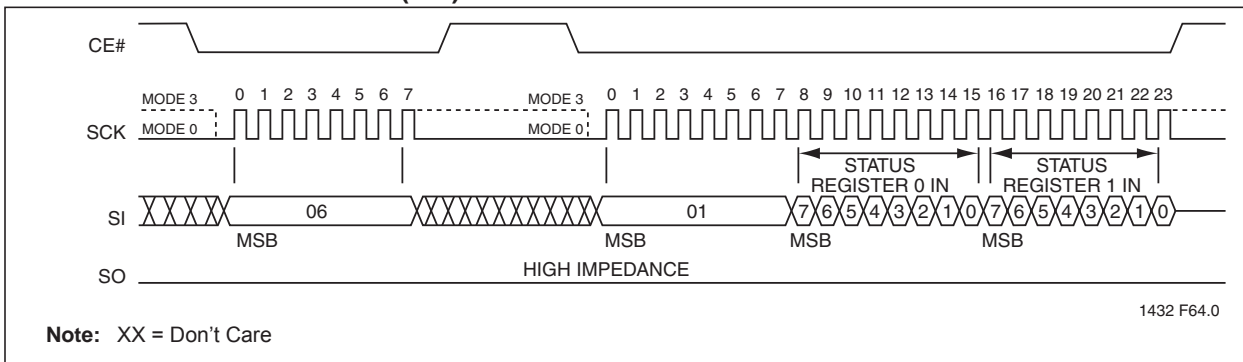 CE#
MODE 3 0 1 2 3 4 5 6 7 MODE 3 0 1 2 3 4 5 6 7 8 9 10 11 12 13 14 15 16 17 18 19 20 21 22 23
SCK MODE 0 MODE 0
STATUS STATUS
REGISTER 0 IN REGISTER 1 IN
SI 06 01 7 6 5 4 3 2 1 0 7 6 5 4 3 2 1 0
MSB MSB MSB MSB
SO HIGH IMPEDANCE
1432 F64.0
Note: XX = Don't Care